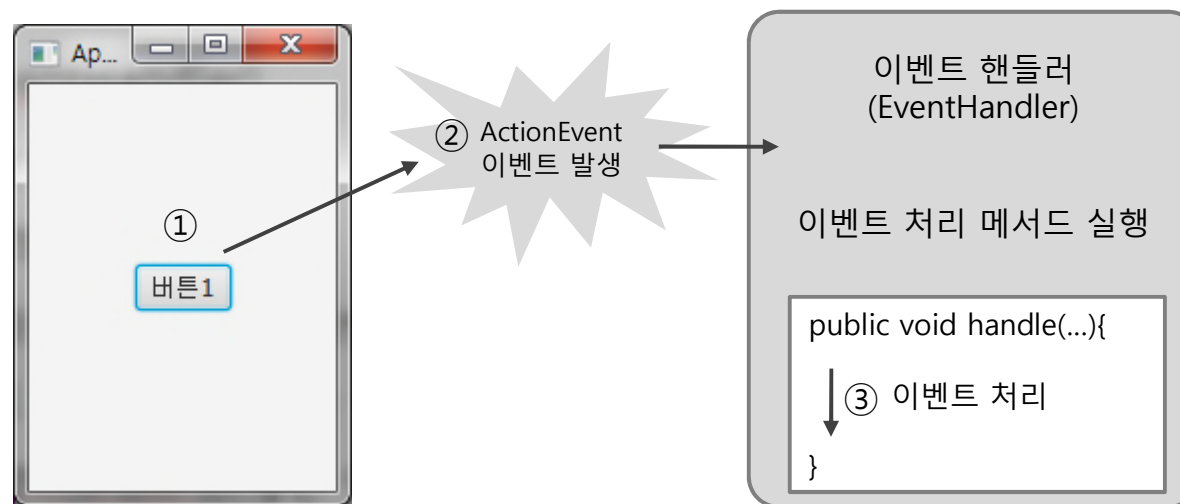 Ap...
①
버튼1
② ActionEvent
이벤트 발생
이벤트 핸들러
(EventHandler)
이벤트 처리 메서드 실행
public void handle(...){
③ 이벤트 처리
}